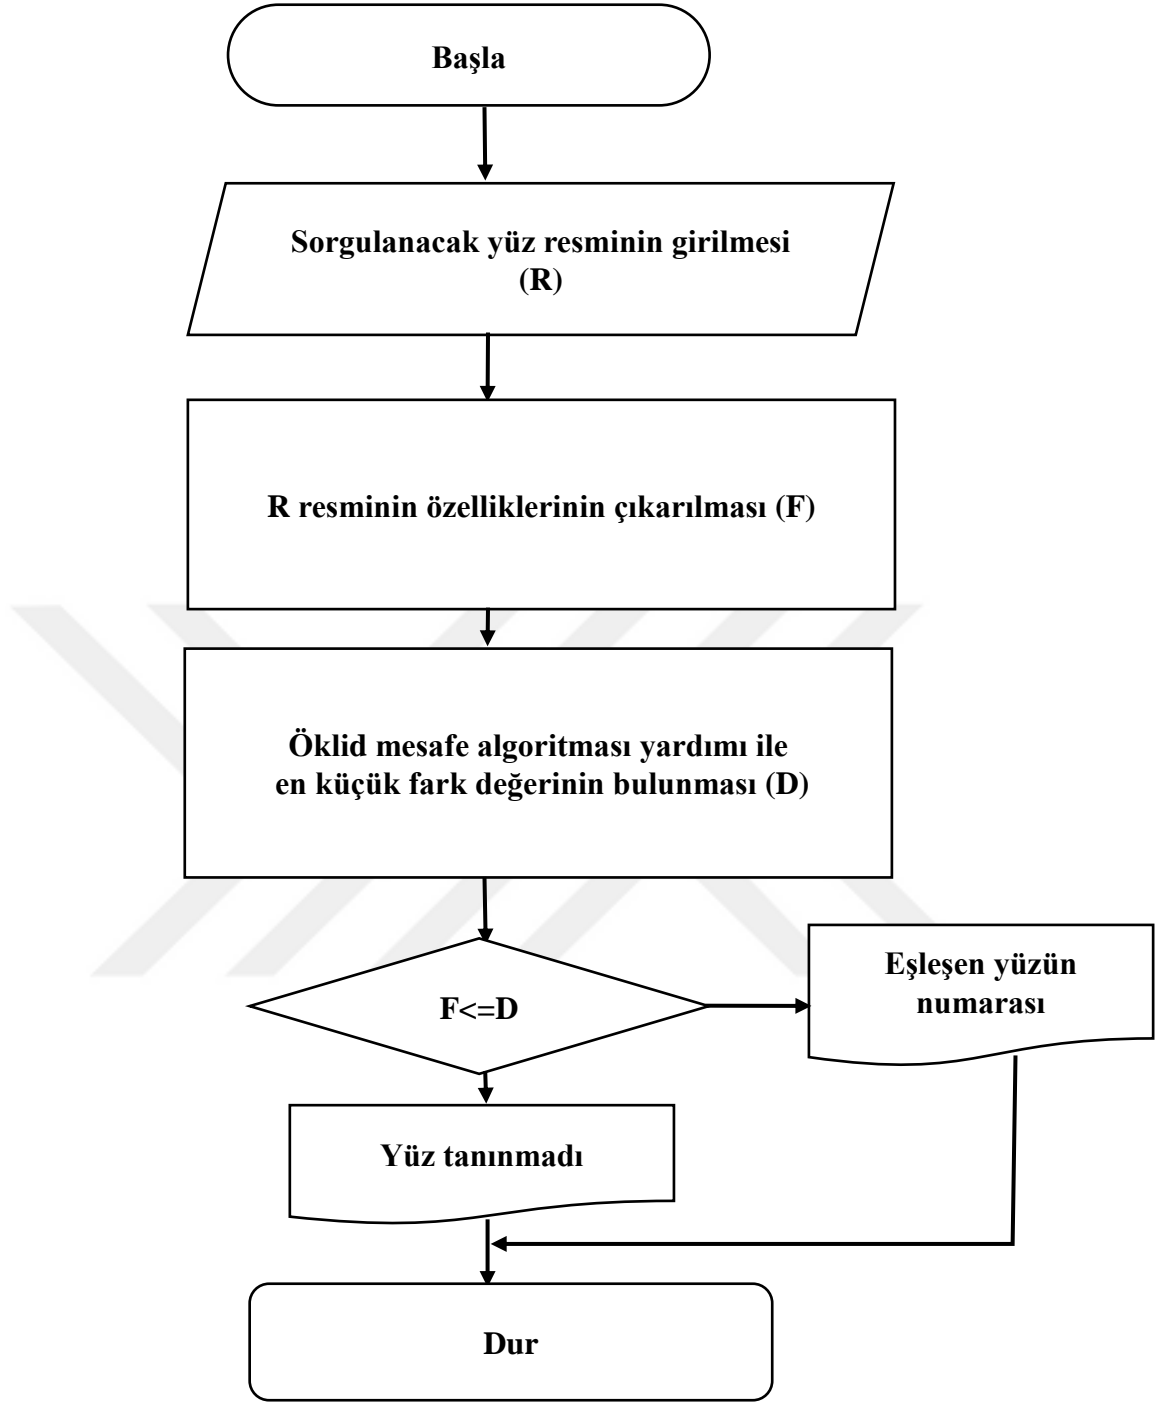 Başla
Sorgulanacak yüz resminin girilmesi
(R)
R resminin özelliklerinin çıkarılması (F)
Öklid mesafe algoritması yardımı ile
en küçük fark değerinin bulunması (D)
F<=D
Eşleşen yüzün
numarası
Yüz tanınmadı
Dur